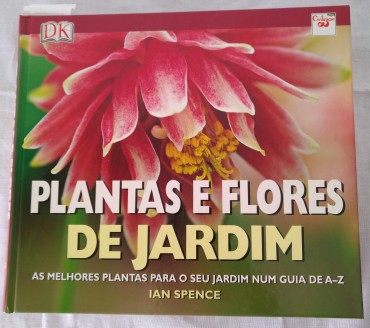 DK
PLANTAS E FLORES
DE JARDIM
AS MELHORES PLANTAS PARA O SEU JARDIM NUM GUIA DE A–Z
IAN SPENCE